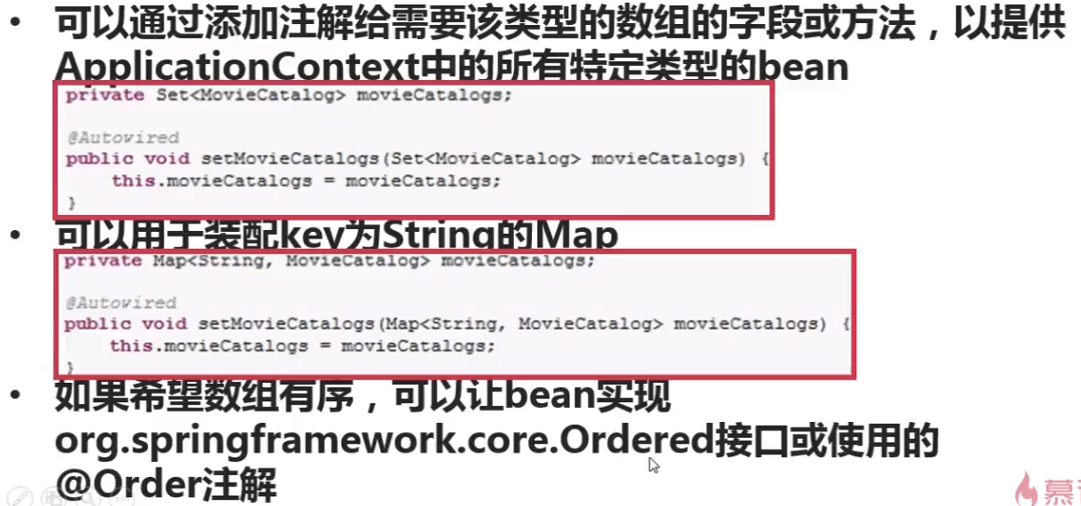 • 可以通过添加注解给需要该类型的数组的字段或方法，以提供
ApplicationContext中的所有特定类型的bean
private Set<MovieCatalog> movieCatalogs;
@Autowired
public void setMovieCatalogs(Set<MovieCatalog> movieCatalogs) {
this.movieCatalogs = movieCatalogs;
}
• 可以用于装配key为String的Map
private Map<String, MovieCatalog> movieCatalogs;
@Autowired
public void setMovieCatalogs(Map<String, MovieCatalog> movieCatalogs) {
this.movieCatalogs = movieCatalogs;
}
• 如果希望数组有序，可以让bean实现
org.springframework.core.Ordered接口或使用的
@Order注解
慕